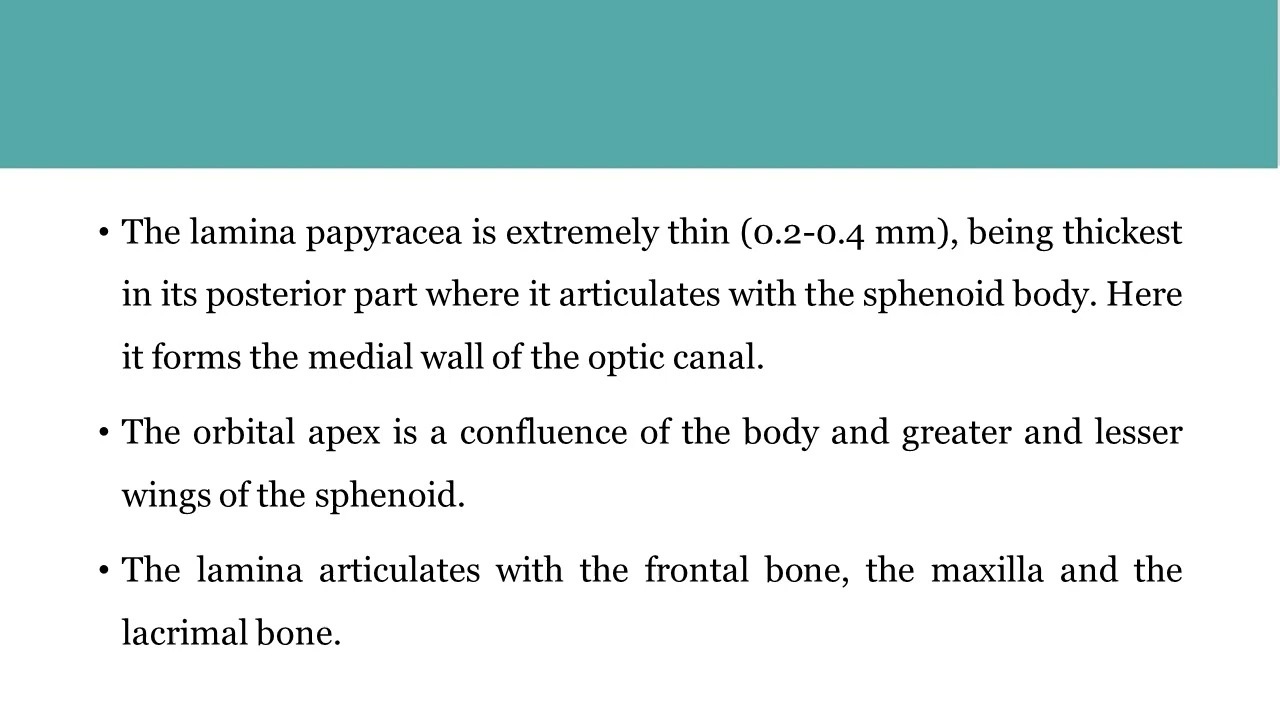 • The lamina papyracea is extremely thin (0.2-0.4 mm), being thickest
in its posterior part where it articulates with the sphenoid body. Here
it forms the medial wall of the optic canal.
• The orbital apex is a confluence of the body and greater and lesser
wings of the sphenoid.
• The lamina articulates with the frontal bone, the maxilla and the
lacrimal bone.